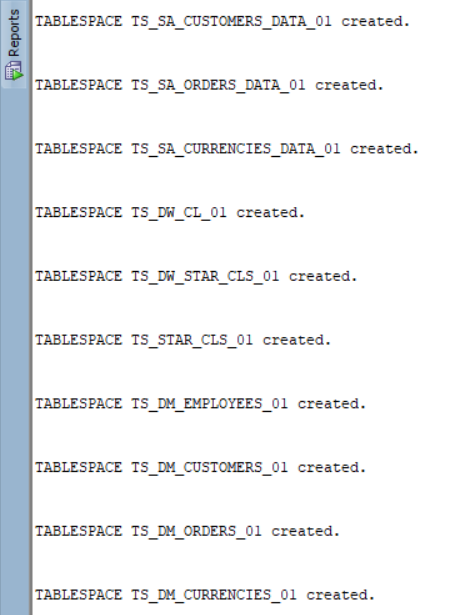 Reports
TABLESPACE TS_SA_CUSTOMERS_DATA_01 created.
TABLESPACE TS_SA_ORDERS_DATA_01 created.
TABLESPACE TS_SA_CURRENCIES_DATA_01 created.
TABLESPACE TS_DW_CL_01 created.
TABLESPACE TS_DW_STAR_CLS_01 created.
TABLESPACE TS_STAR_CLS_01 created.
TABLESPACE TS_DM_EMPLOYEES_01 created.
TABLESPACE TS_DM_CUSTOMERS_01 created.
TABLESPACE TS_DM_ORDERS_01 created.
TABLESPACE TS_DM_CURRENCIES_01 created.